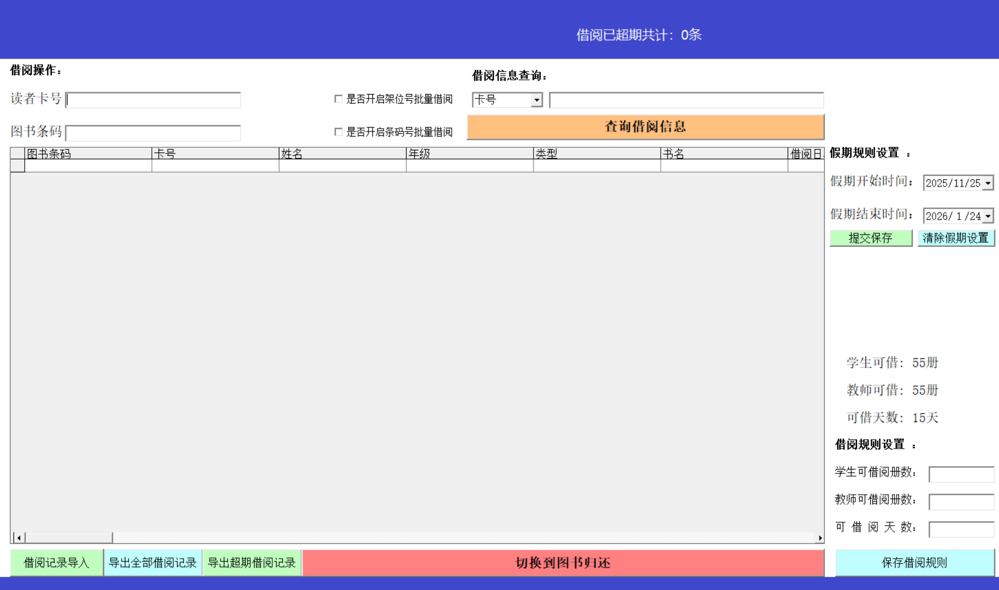 借阅已超期共计：0条
借阅操作：
借阅信息查询：
读者卡号
是否开启架位号批量借阅
卡号
图书条码
是否开启条码号批量借阅
查询借阅信息
图书条码 卡号 姓名 年级 类型 书名 借阅日
假期规则设置 ：
假期开始时间： 2025/11/25
假期结束时间： 2026/ 1 /24
提交保存 清除假期设置
学生可借: 55册
教师可借: 55册
可借天数: 15天
借阅规则设置 ：
学生可借阅册数：
教师可借阅册数：
可 借 阅 天 数：
借阅记录导入 导出全部借阅记录 导出超期借阅记录 切换到图书归还 保存借阅规则